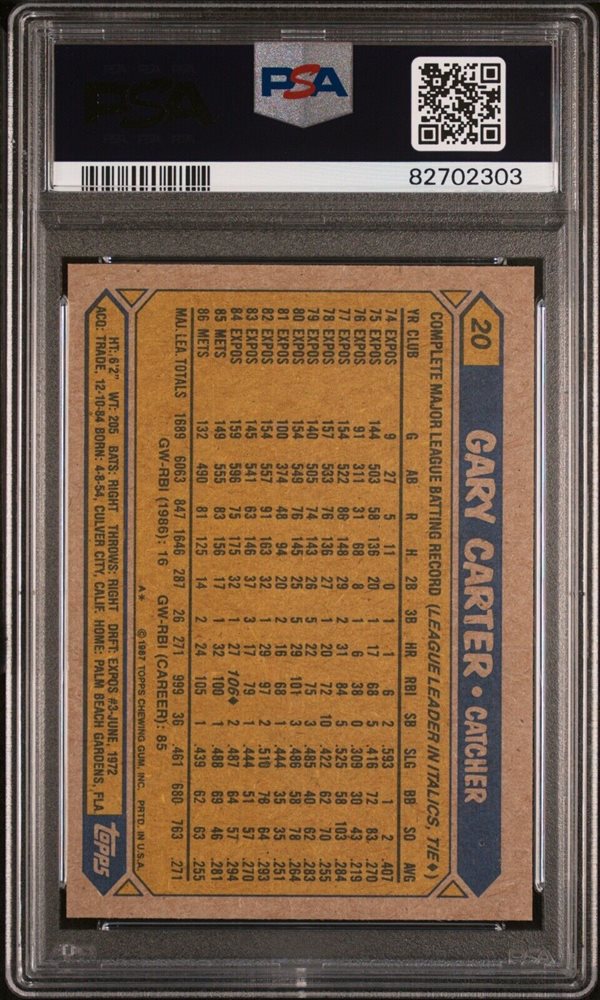 PSA
PSA
82702303
20 GARY CARTER • CATCHER
COMPLETE MAJOR LEAGUE BATTING RECORD (LEAGUE LEADER IN ITALICS, TIE ♦)
YR CLUB G AB R H 2B 3B HR RBI SB SLG BB SO AVG
74 EXPOS 9 27 5 11 0 1 1 6 2 .593 1 2 .407
75 EXPOS 144 503 58 136 20 1 17 68 5 .416 72 83 .270
76 EXPOS 91 311 31 68 8 1 6 38 0 .309 30 43 .219
77 EXPOS 154 522 86 148 29 2 31 84 5 .525 58 103 .284
78 EXPOS 157 533 76 136 27 1 20 72 10 .422 62 70 .255
79 EXPOS 140 505 74 143 26 5 22 75 3 .485 40 62 .283
80 EXPOS 154 549 76 145 25 5 29 101 3 .486 58 78 .264
81 EXPOS 100 374 48 94 20 2 16 68 1 .444 35 35 .251
82 EXPOS 154 557 91 163 32 1 29 97 2 .510 78 64 .293
83 EXPOS 145 541 63 146 37 3 17 79 1 .444 51 57 .270
84 EXPOS 159 596 75 175 32 1 27 106♦ 2 .487 64 57 .294
85 METS 149 555 83 156 17 1 32 100 1 .488 69 46 .281
86 METS 132 490 81 125 14 2 24 105 1 .439 62 63 .255
MAJ. LEA. TOTALS 1689 6063 847 1646 287 26 271 999 36 .461 680 763 .271
GW-RBI (1986): 16 GW-RBI (CAREER): 85
A* © 1987 TOPPS CHEWING GUM, INC. PRTD. IN U.S.A.
HT: 6'2" WT: 205 BATS: RIGHT THROWS: RIGHT DRFT: EXPOS #3-JUNE, 1972
ACQ: TRADE, 12-10-84 BORN: 4-8-54, CULVER CITY, CALIF. HOME: PALM BEACH GARDENS, FLA
topps
PSA